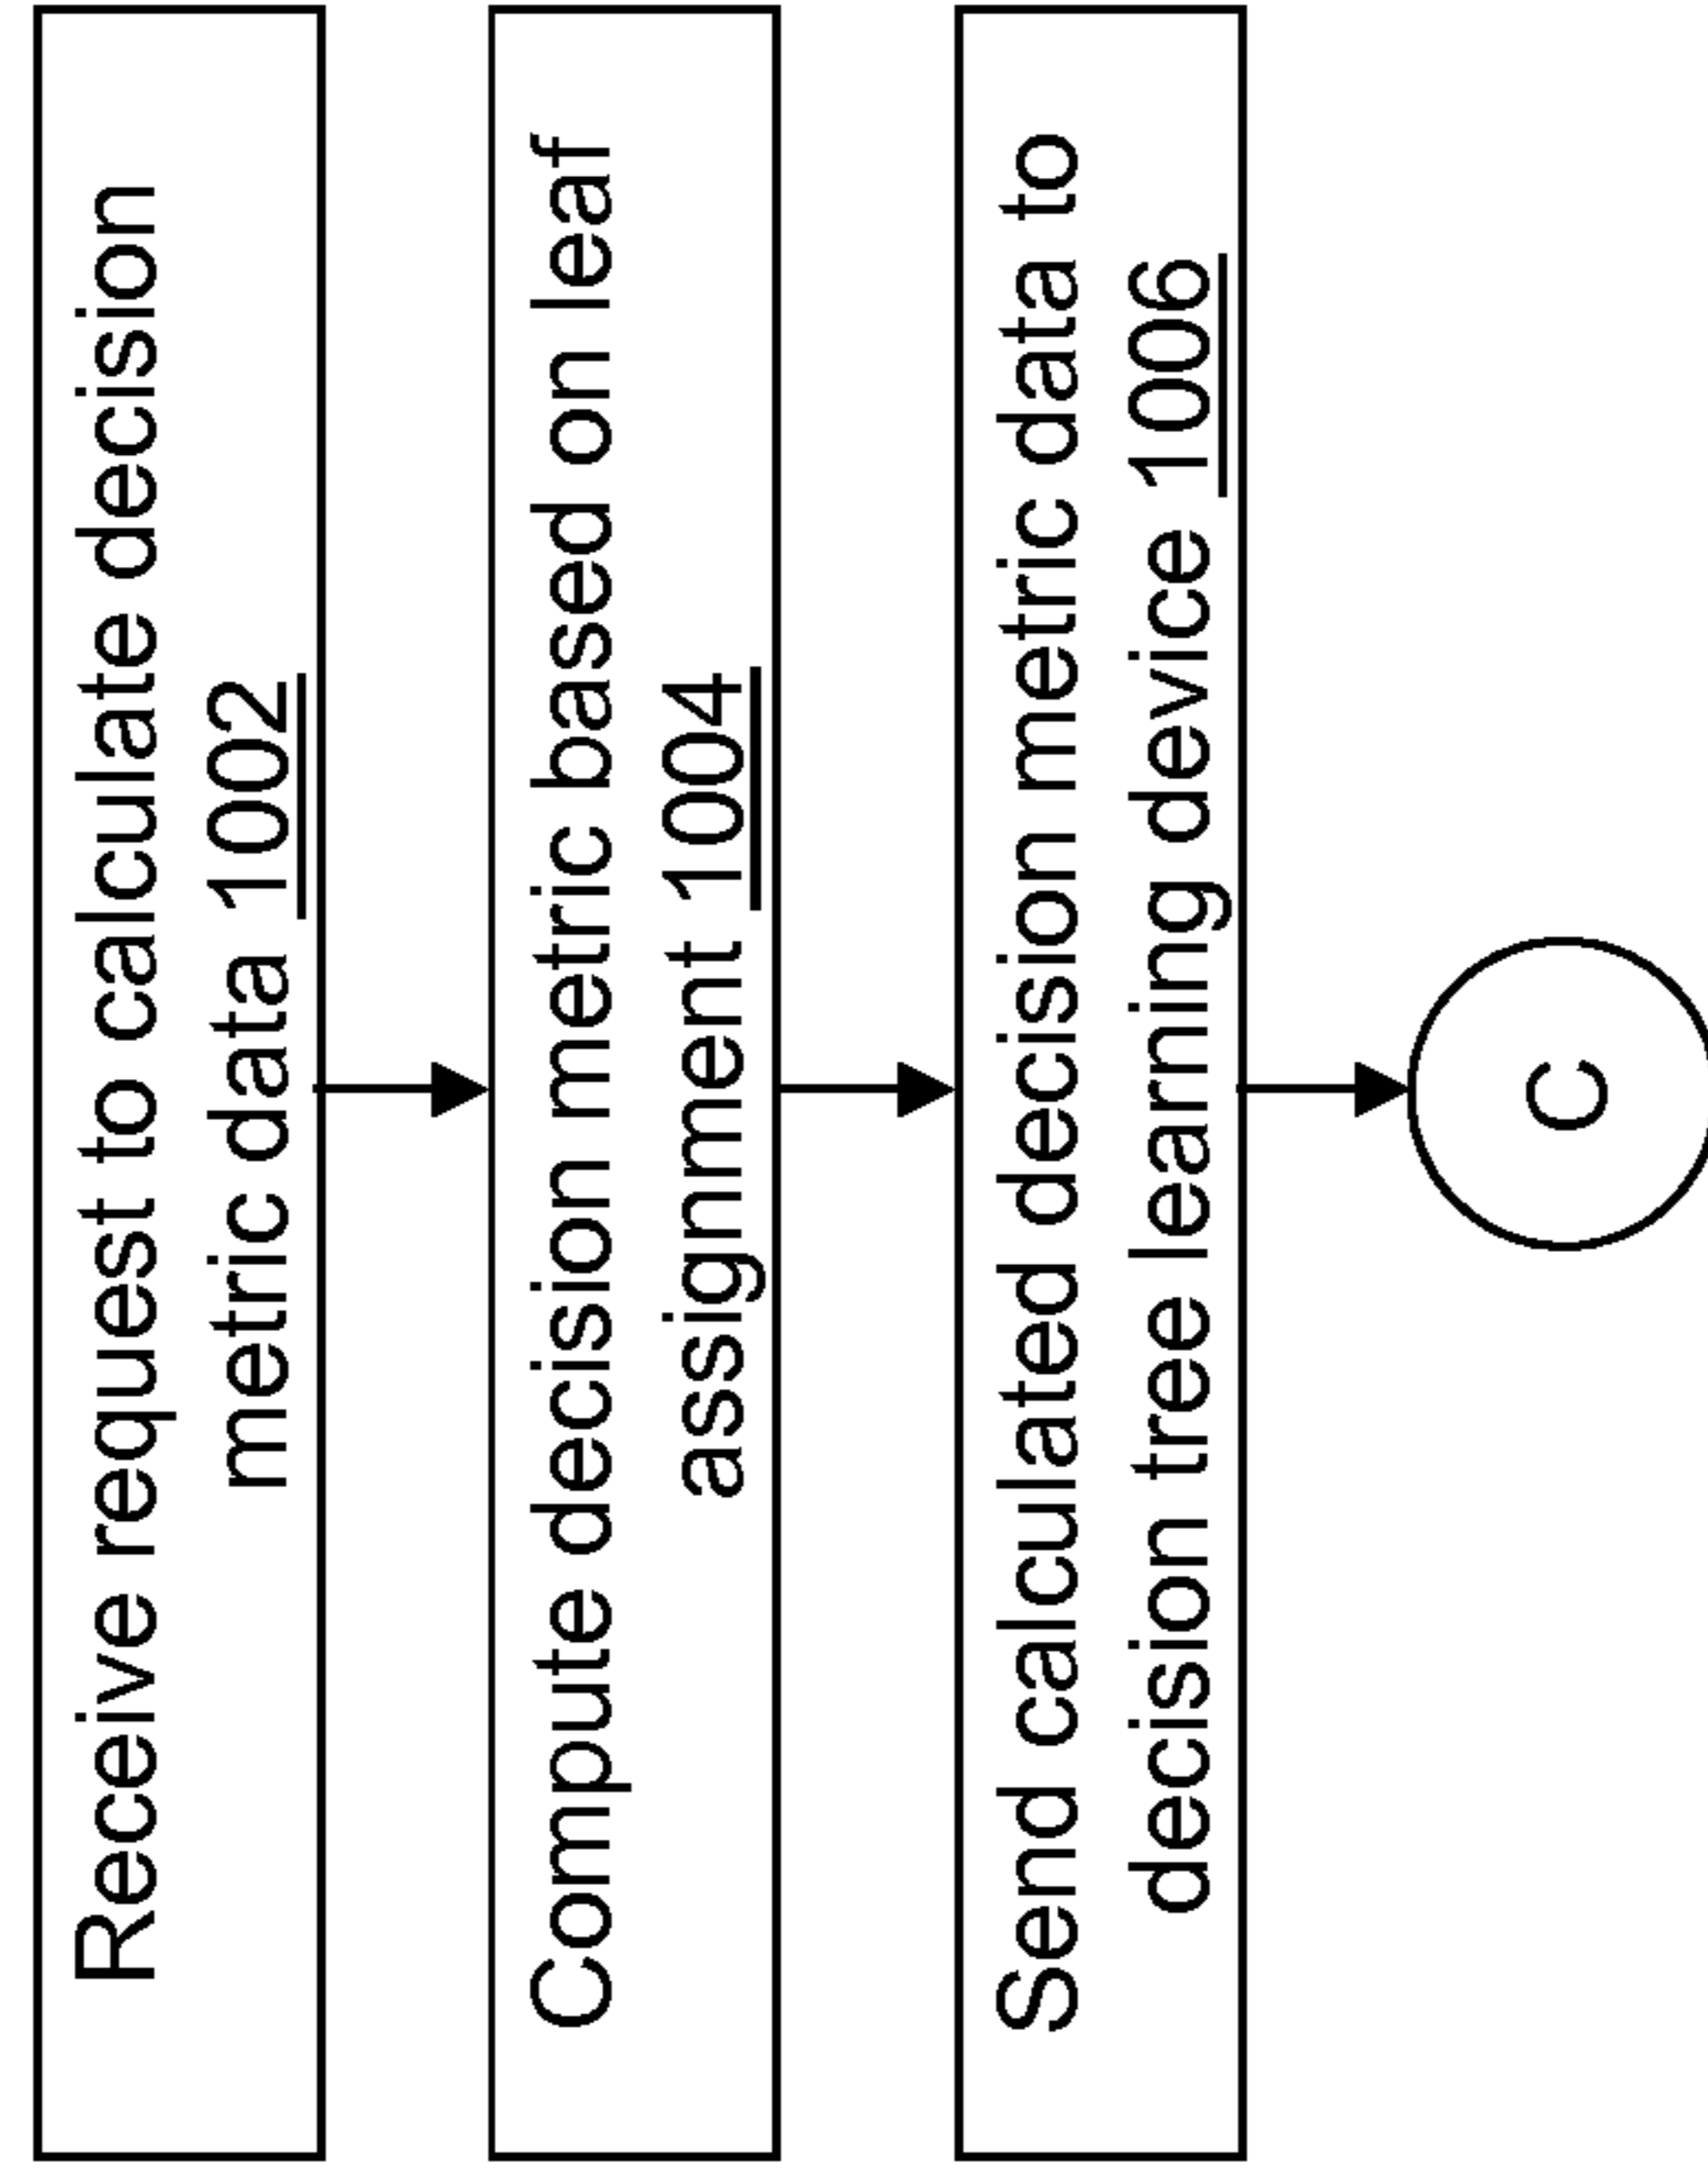 Receive request to calculate decision
metric data 1002
Compute decision metric based on leaf
assignment 1004
Send calculated decision metric data to
decision tree learning device 1006
C